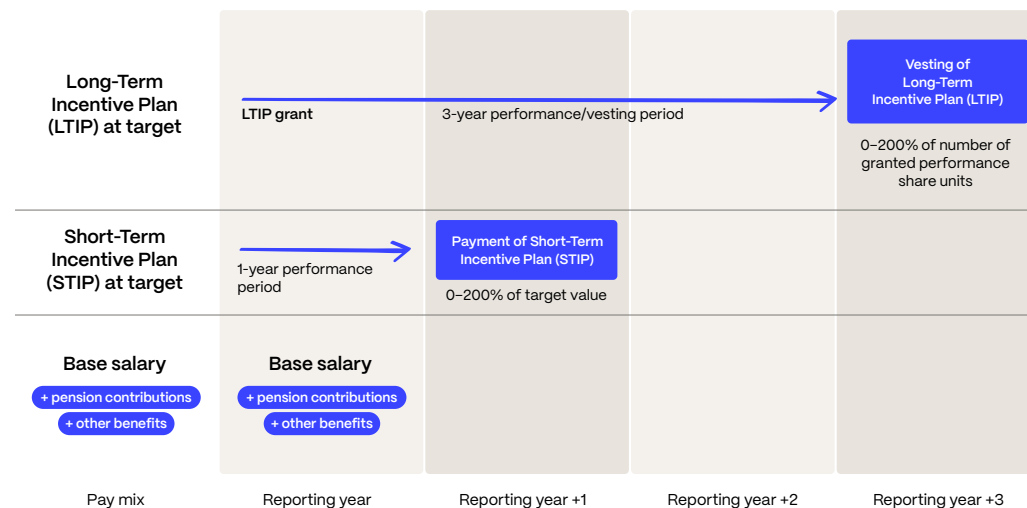 Long-Term
Incentive Plan
(LTIP) at target
LTIP grant
3-year performance/vesting period
Vesting of
Long-Term
Incentive Plan (LTIP)
0–200% of number of
granted performance
share units
Short-Term
Incentive Plan
(STIP) at target
1-year performance
period
Payment of Short-Term
Incentive Plan (STIP)
0–200% of target value
Base salary
+ pension contributions
+ other benefits
Base salary
+ pension contributions
+ other benefits
Pay mix
Reporting year
Reporting year +1
Reporting year +2
Reporting year +3